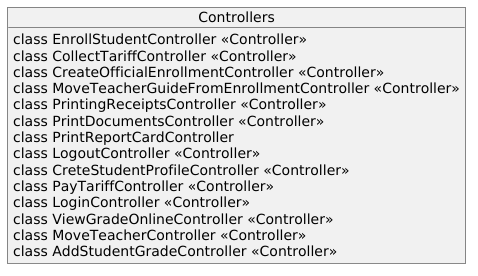 Controllers
class EnrollStudentController «Controller»
class CollectTariffController «Controller»
class CreateOfficialEnrollmentController «Controller»
class MoveTeacherGuideFromEnrollmentController «Controller»
class PrintingReceiptsController «Controller»
class PrintDocumentsController «Controller»
class PrintReportCardController
class LogoutController «Controller»
class CreteStudentProfileController «Controller»
class PayTariffController «Controller»
class LoginController «Controller»
class ViewGradeOnlineController «Controller»
class MoveTeacherController «Controller»
class AddStudentGradeController «Controller»